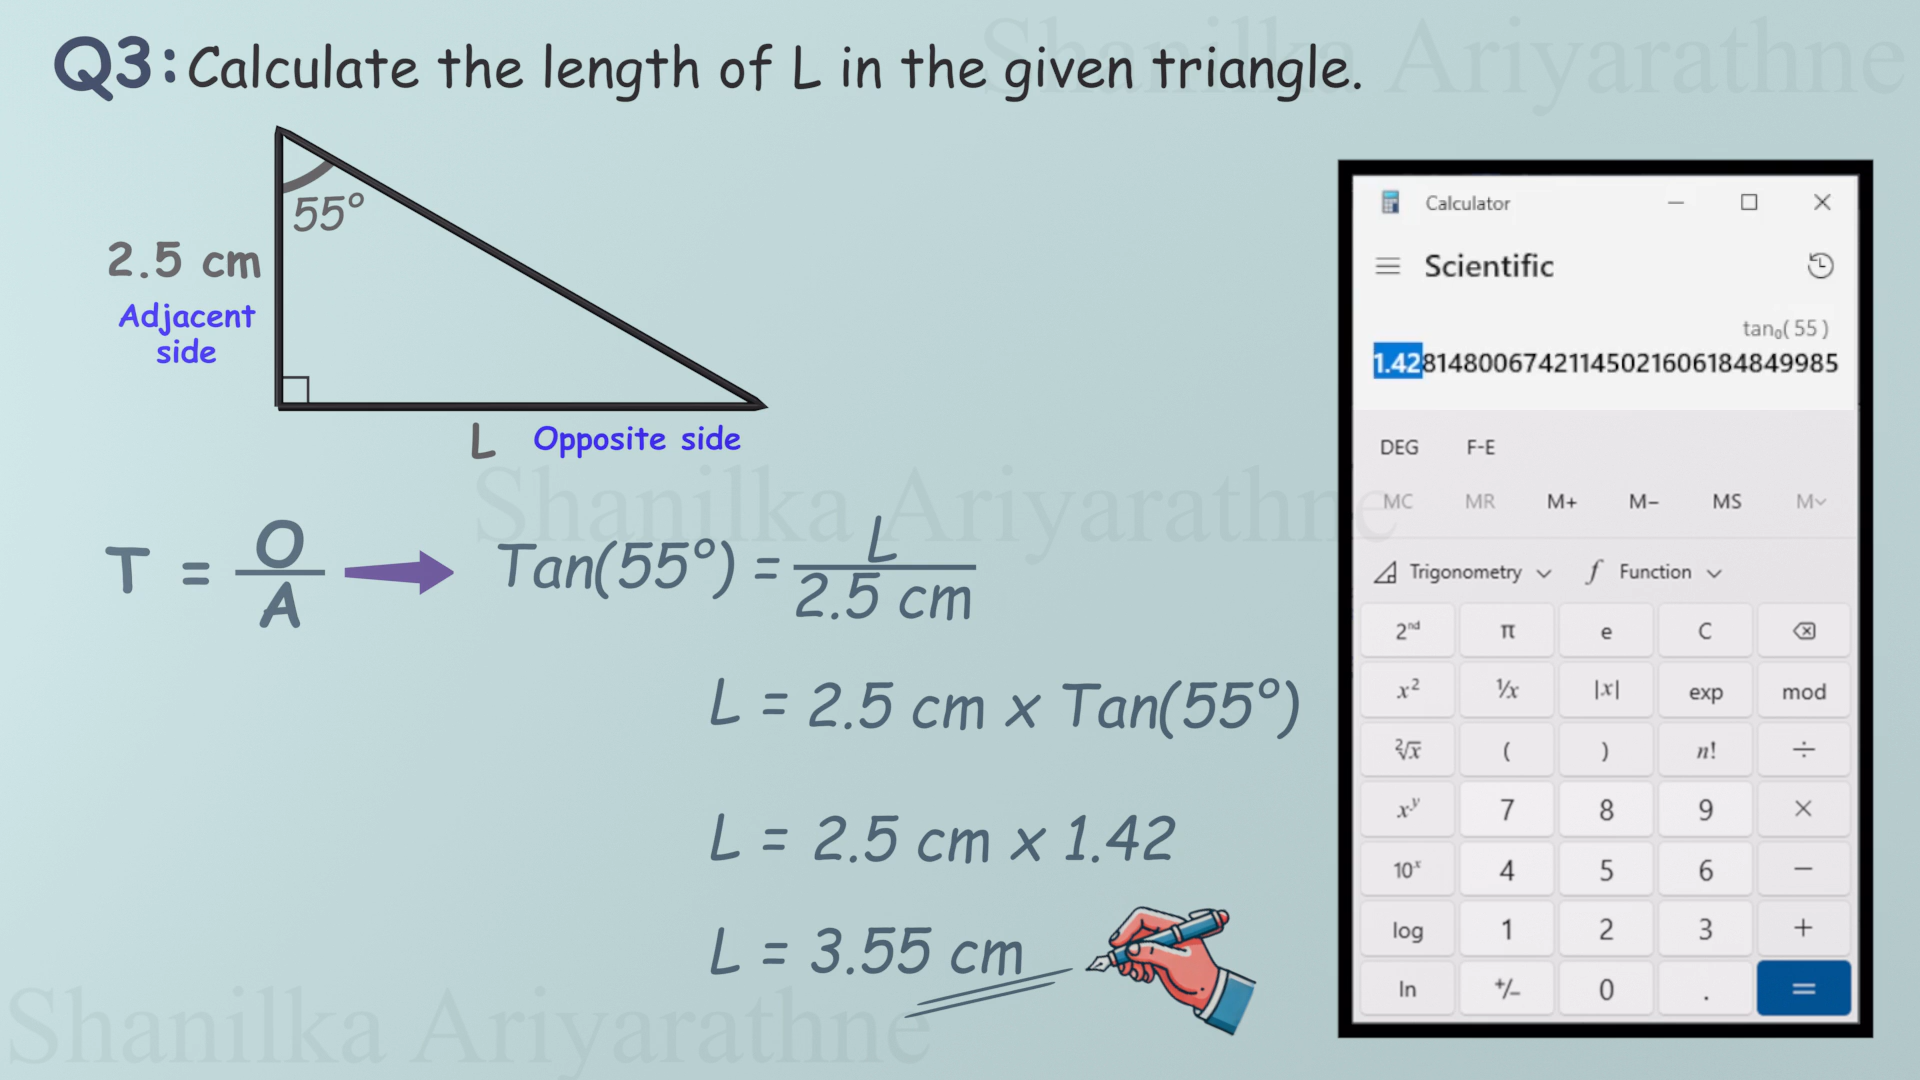 Shanilka Ariyarathne
Q3: Calculate the length of L in the given triangle.
55°
2.5 cm
Adjacent
side
L Opposite side
Shanilka Ariyarathne
T = O
A
Tan(55°) = L
2.5 cm
L = 2.5 cm x Tan(55°)
L = 2.5 cm x 1.42
L = 3.55 cm
Shanilka Ariyarathne
Calculator
Scientific
tan₀( 55 )
1.428148006742114502160618484998​5
DEG F-E
MC MR M+ M− MS M
Trigonometry f Function
2ⁿᵈ π e C
x² ¹/x |x| exp mod
²√x ( ) n! ÷
xʸ 7 8 9 ×
10ˣ 4 5 6 −
log 1 2 3 +
ln +/− 0 . =